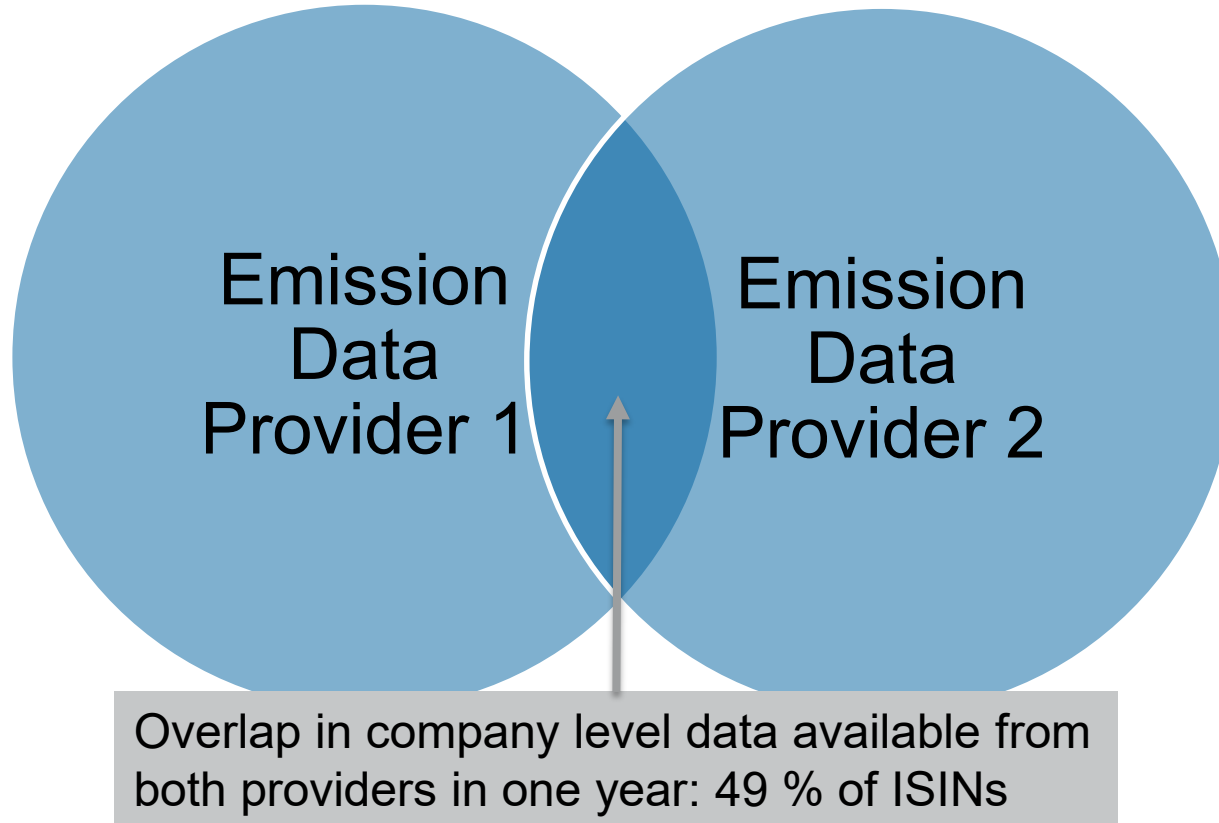 Emission
Data
Provider 1
Emission
Data
Provider 2
Overlap in company level data available from
both providers in one year: 49 % of ISINs